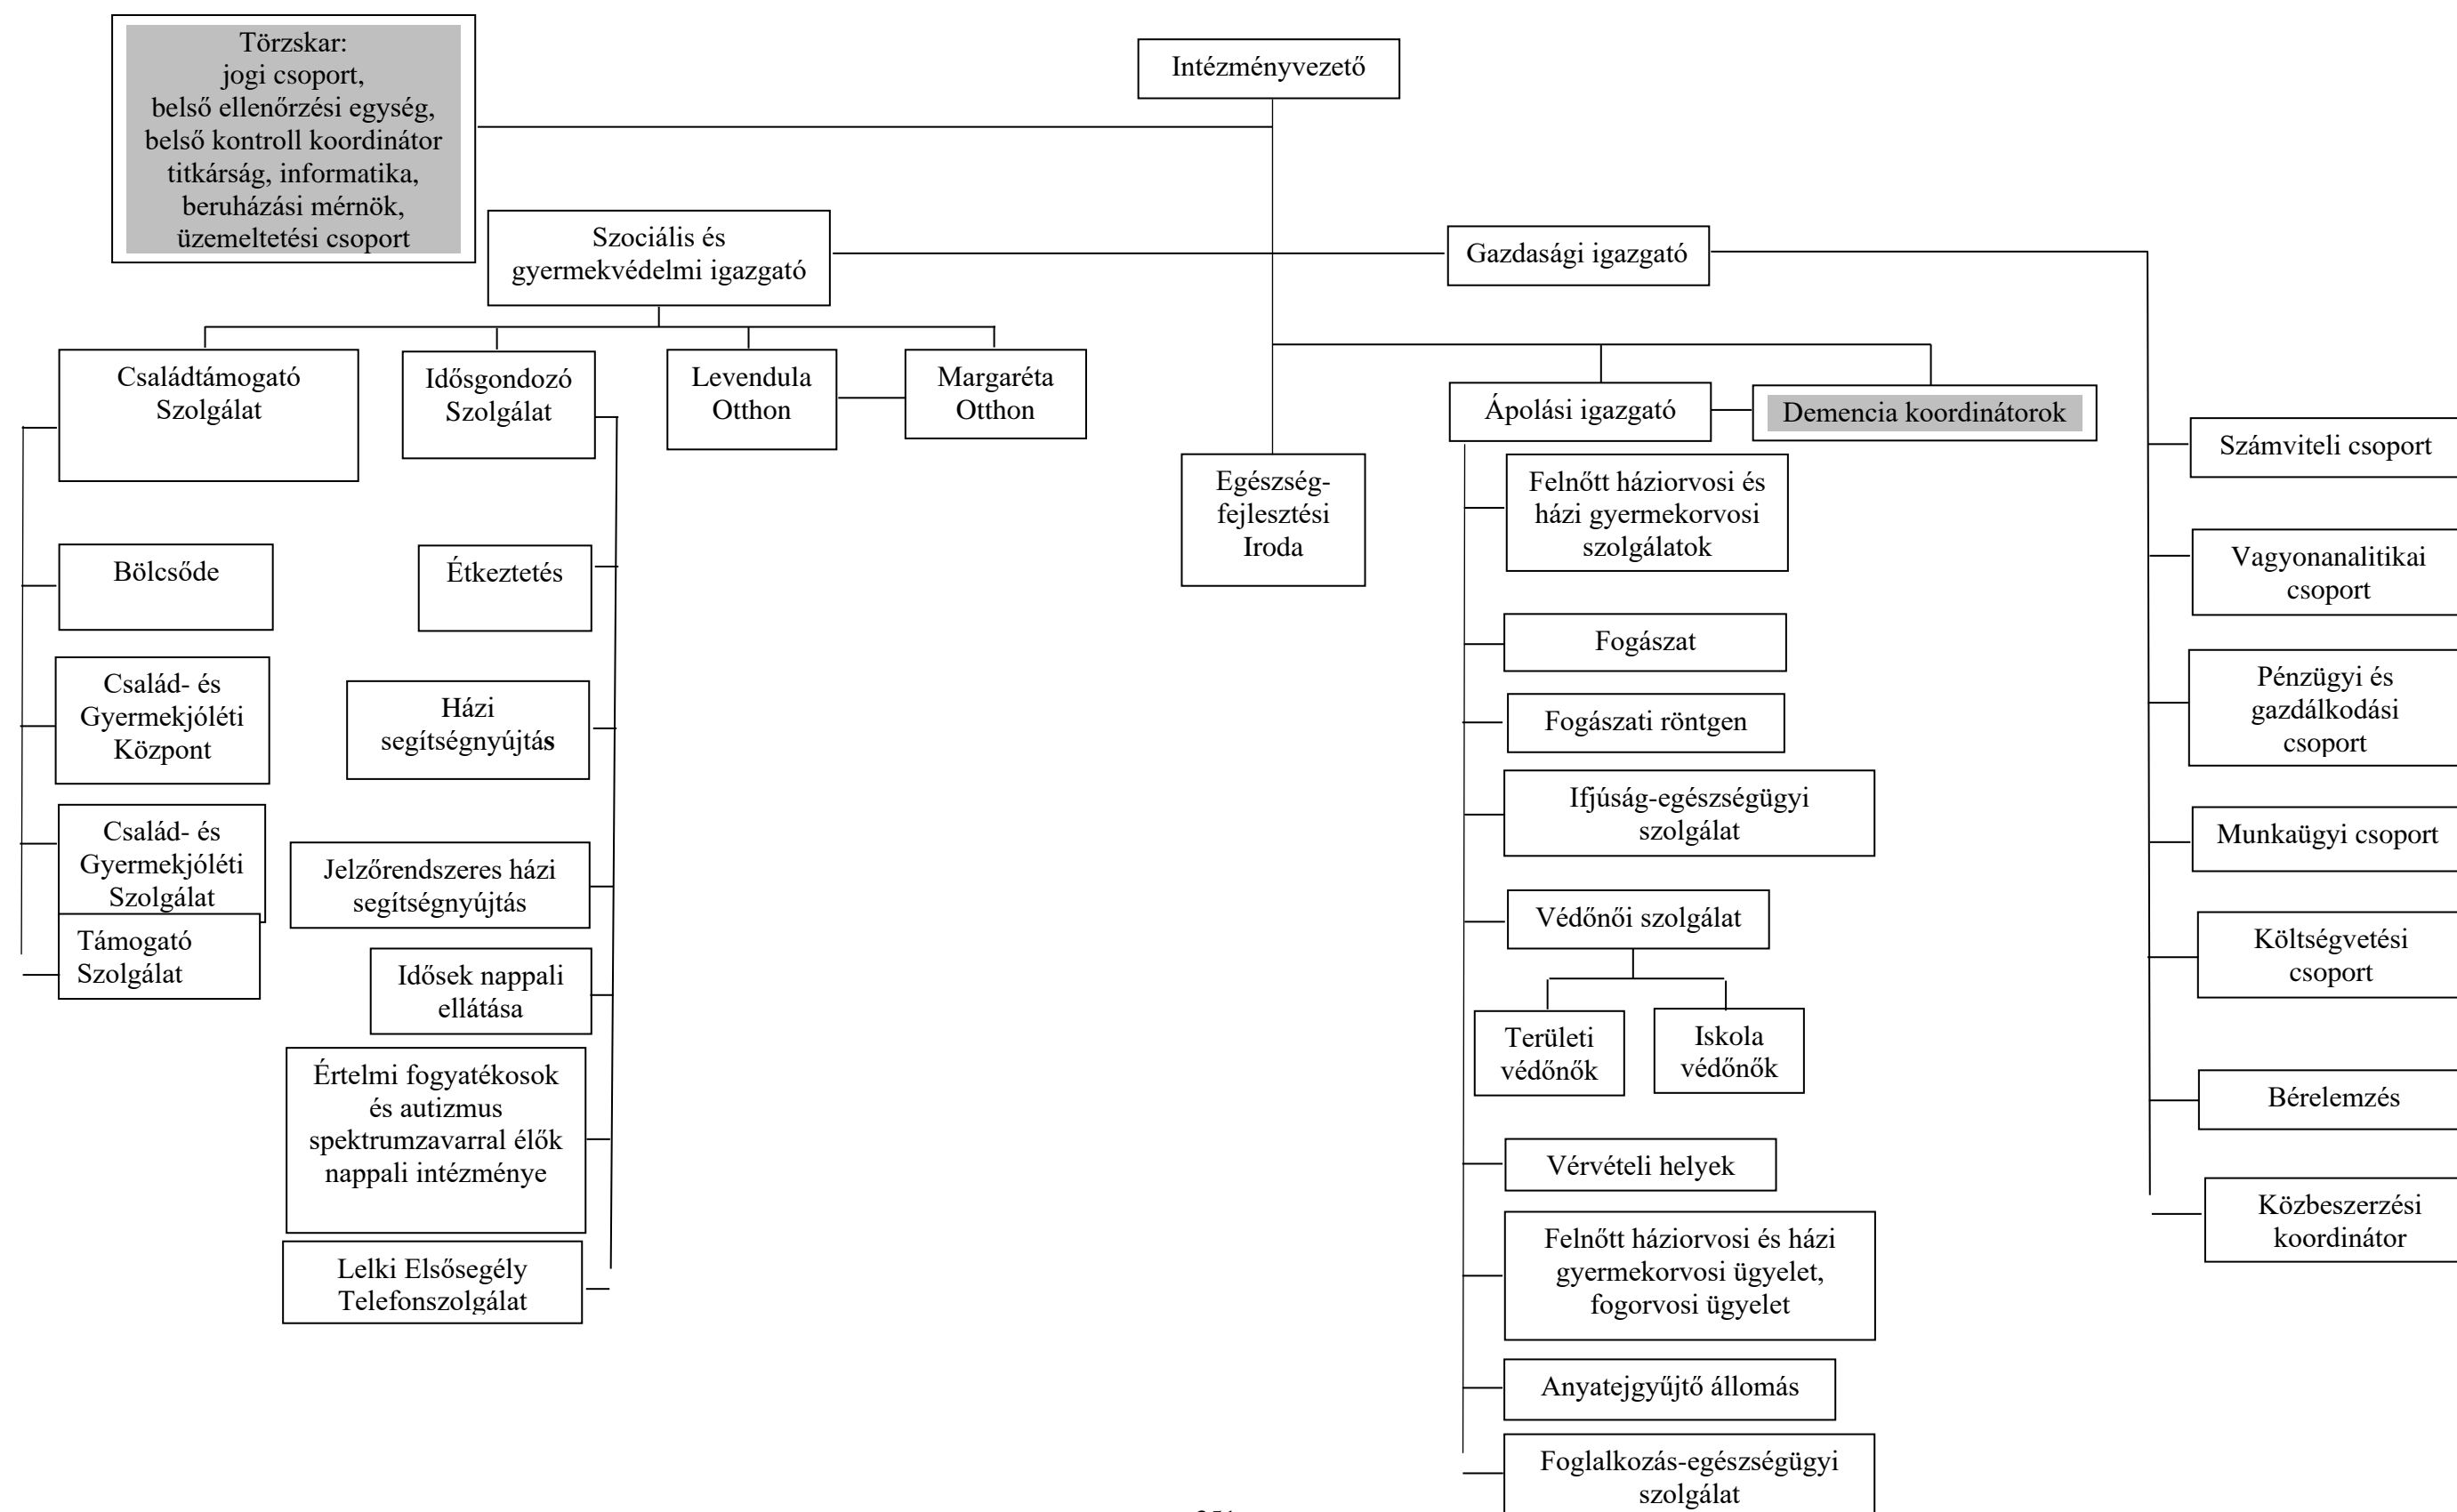 Törzskar:
jogi csoport,
belső ellenőrzési egység,
belső kontroll koordinátor
titkárság, informatika,
beruházási mérnök,
üzemeltetési csoport
Intézményvezető
Szociális és
gyermekvédelmi igazgató
Gazdasági igazgató
Családtámogató
Szolgálat
Idősgondozó
Szolgálat
Levendula
Otthon
Margaréta
Otthon
Ápolási igazgató
Demencia koordinátorok
Bölcsőde
Család- és
Gyermekjóléti
Központ
Család- és
Gyermekjóléti
Szolgálat
Támogató
Szolgálat
Étkeztetés
Házi
segítségnyújtás
Jelzőrendszeres házi
segítségnyújtás
Idősek nappali
ellátása
Értelmi fogyatékosok
és autizmus
spektrumzavarral élők
nappali intézménye
Lelki Elsősegély
Telefonszolgálat
Egészség-
fejlesztési
Iroda
Felnőtt háziorvosi és
házi gyermekorvosi
szolgálatok
Fogászat
Fogászati röntgen
Ifjúság-egészségügyi
szolgálat
Védőnői szolgálat
Területi
védőnők
Iskola
védőnők
Vérvételi helyek
Felnőtt háziorvosi és házi
gyermekorvosi ügyelet,
fogorvosi ügyelet
Anyatejgyűjtő állomás
Foglalkozás-egészségügyi
szolgálat
Számviteli csoport
Vagyonanalitikai
csoport
Pénzügyi és
gazdálkodási
csoport
Munkaügyi csoport
Költségvetési
csoport
Bérelemzés
Közbeszerzési
koordinátor